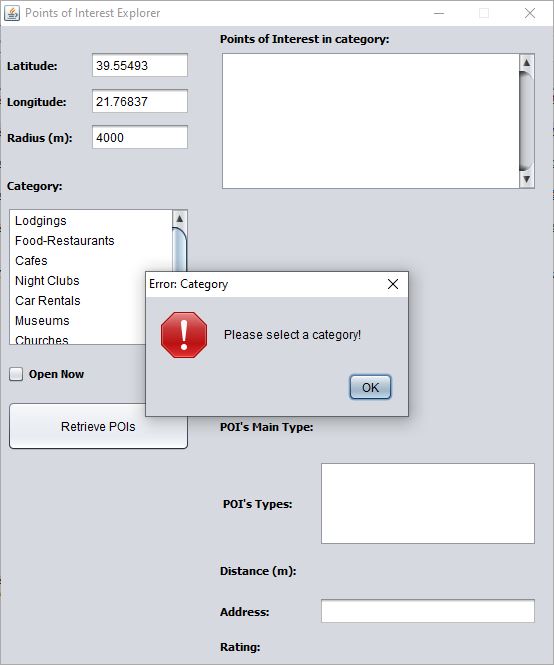 Points of Interest Explorer
Points of Interest in category:
Latitude: 39.55493
Longitude: 21.76837
Radius (m): 4000
Category:
Lodgings
Food-Restaurants
Cafes
Night Clubs
Car Rentals
Museums
Churches
Error: Category
Please select a category!
OK
Open Now
Retrieve POIs
POI's Main Type:
POI's Types:
Distance (m):
Address:
Rating: